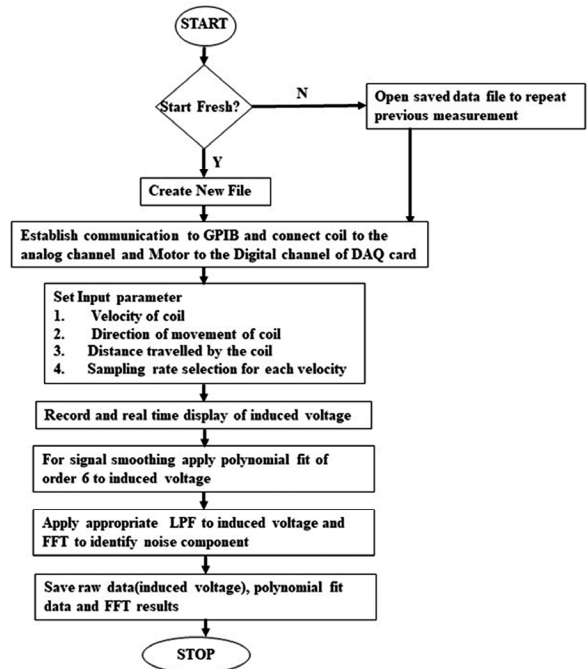 START
Start Fresh?
N
Open saved data file to repeat
previous measurement
Y
Create New File
Establish communication to GPIB and connect coil to the
analog channel and Motor to the Digital channel of DAQ card
Set Input parameter
1. Velocity of coil
2. Direction of movement of coil
3. Distance travelled by the coil
4. Sampling rate selection for each velocity
Record and real time display of induced voltage
For signal smoothing apply polynomial fit of
order 6 to induced voltage
Apply appropriate LPF to induced voltage and
FFT to identify noise component
Save raw data(induced voltage), polynomial fit
data and FFT results
STOP